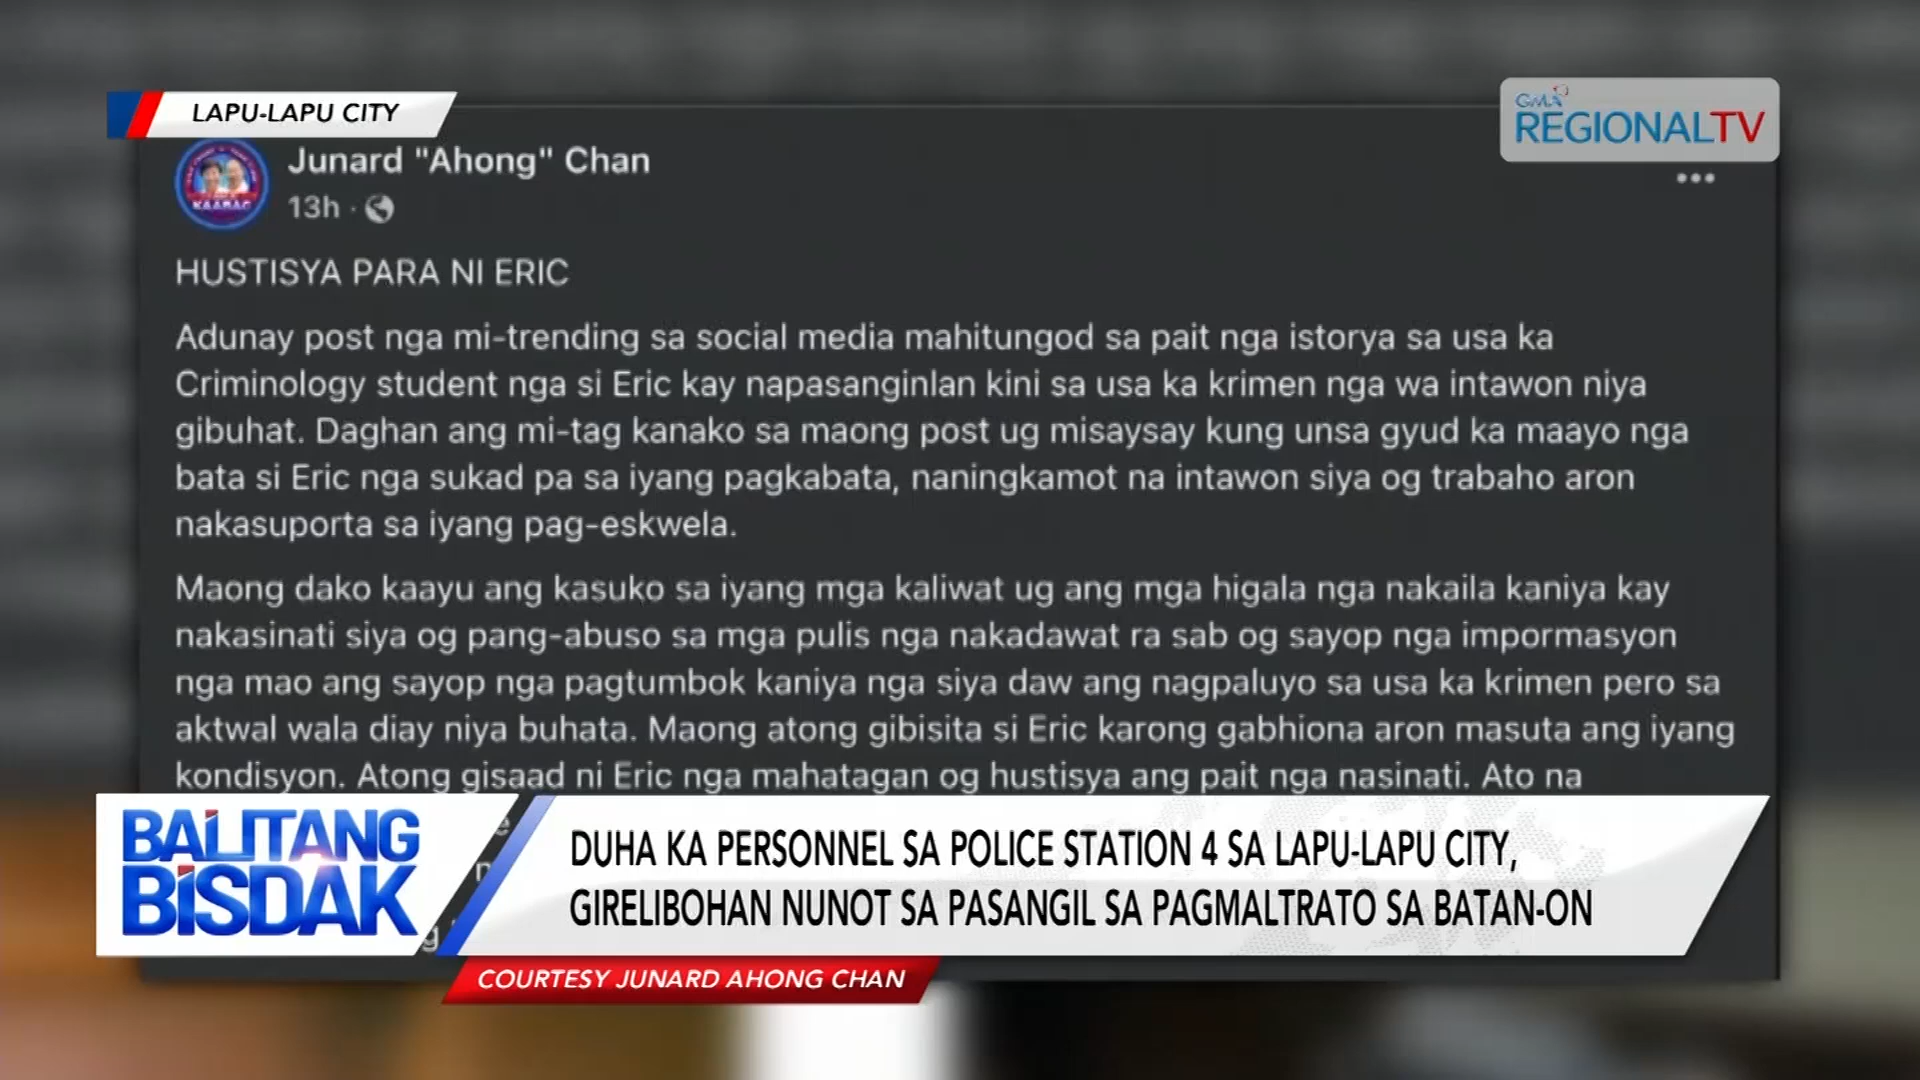 LAPU-LAPU CITY
GMA
REGIONALTV
Junard "Ahong" Chan
13h ·
HUSTISYA PARA NI ERIC
Adunay post nga mi-trending sa social media mahitungod sa pait nga istorya sa usa ka
Criminology student nga si Eric kay napasanginlan kini sa usa ka krimen nga wa intawon niya
gibuhat. Daghan ang mi-tag kanako sa maong post ug misaysay kung unsa gyud ka maayo nga
bata si Eric nga sukad pa sa iyang pagkabata, naningkamot na intawon siya og trabaho aron
nakasuporta sa iyang pag-eskwela.
Maong dako kaayu ang kasuko sa iyang mga kaliwat ug ang mga higala nga nakaila kaniya kay
nakasinati siya og pang-abuso sa mga pulis nga nakadawat ra sab og sayop nga impormasyon
nga mao ang sayop nga pagtumbok kaniya nga siya daw ang nagpaluyo sa usa ka krimen pero sa
aktwal wala diay niya buhata. Maong atong gibisita si Eric karong gabhiona aron masuta ang iyang
kondisyon. Atong gisaad ni Eric nga mahatagan og hustisya ang pait nga nasinati. Ato na
BALITANG
BISDAK
DUHA KA PERSONNEL SA POLICE STATION 4 SA LAPU-LAPU CITY,
GIRELIBOHAN NUNOT SA PASANGIL SA PAGMALTRATO SA BATAN-ON
COURTESY JUNARD AHONG CHAN